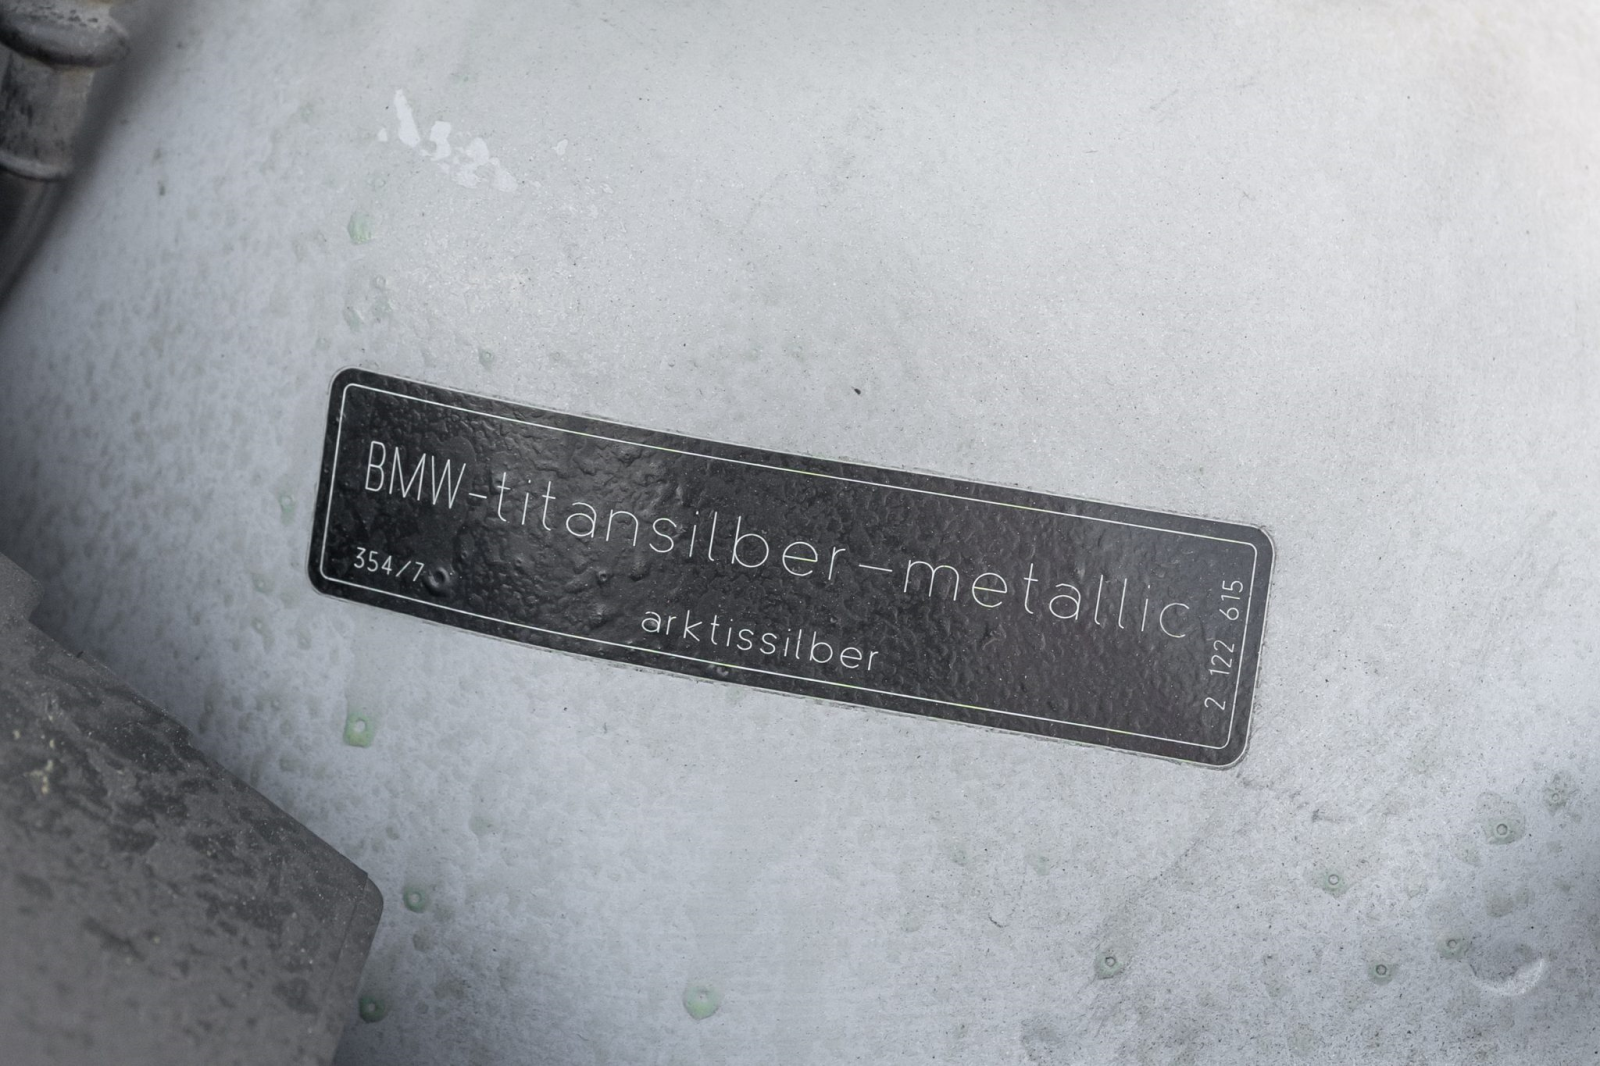 BMW-titansilber-metallic
354/7
arktissilber
2 122 615